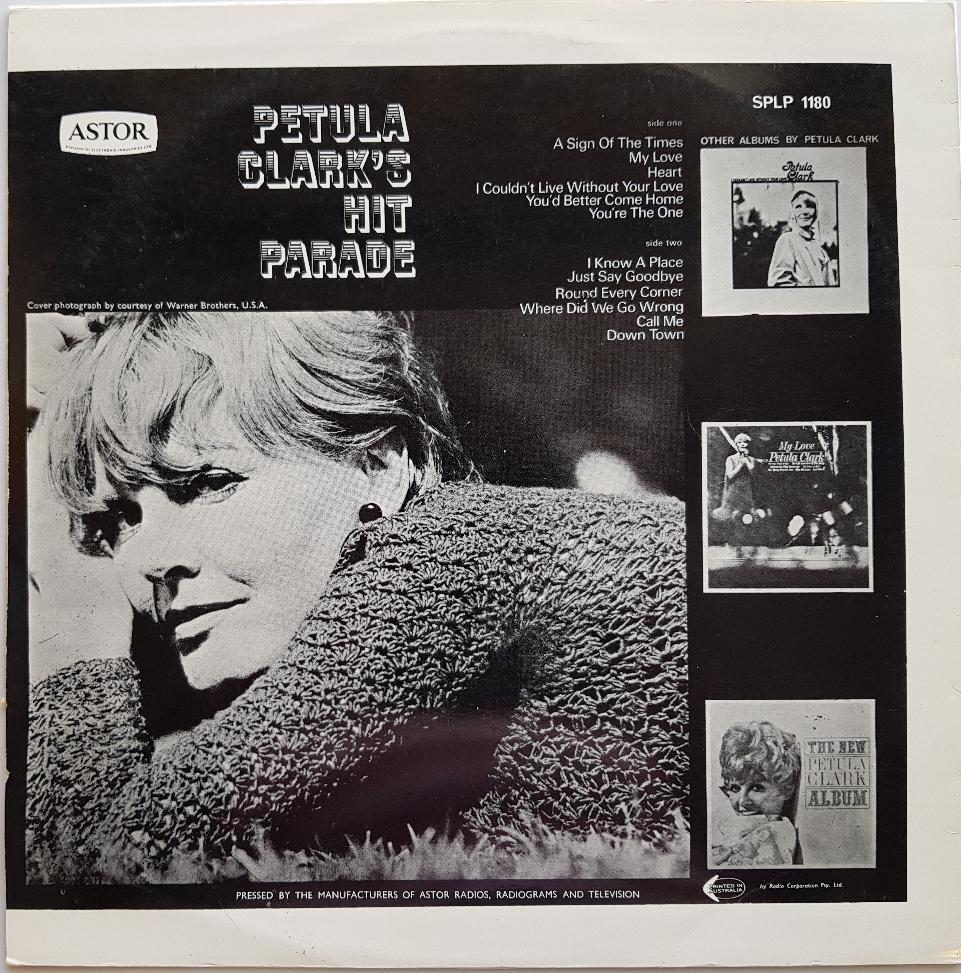 ASTOR
PETULA
CLARK'S
HIT
PARADE
Cover photograph by courtesy of Warner Brothers, U.S.A.
side one
A Sign Of The Times
My Love
Heart
I Couldn't Live Without Your Love
You'd Better Come Home
You're The One
side two
I Know A Place
Just Say Goodbye
Round Every Corner
Where Did We Go Wrong
Call Me
Down Town
SPLP 1180
OTHER ALBUMS BY PETULA CLARK
Petula
Clark
My Love
Petula Clark
THE NEW
PETULA
CLARK
ALBUM
PRESSED BY THE MANUFACTURERS OF ASTOR RADIOS, RADIOGRAMS AND TELEVISION
PRINTED IN
AUSTRALIA
by Radio Corporation Pty. Ltd.